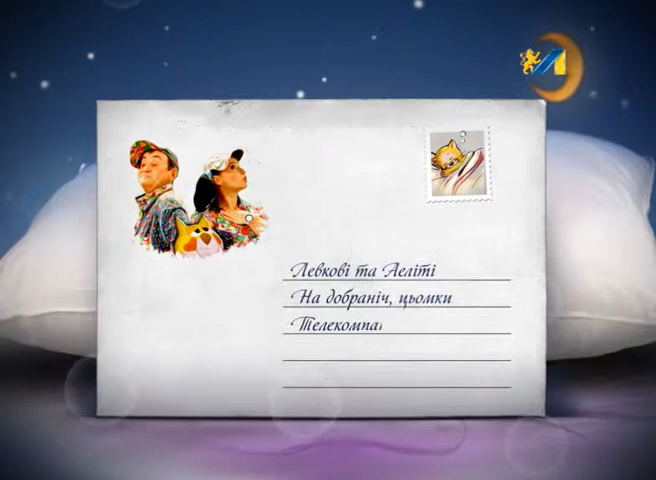 Левкові та Аеліті
На добраніч, цьомки
Телекомпа